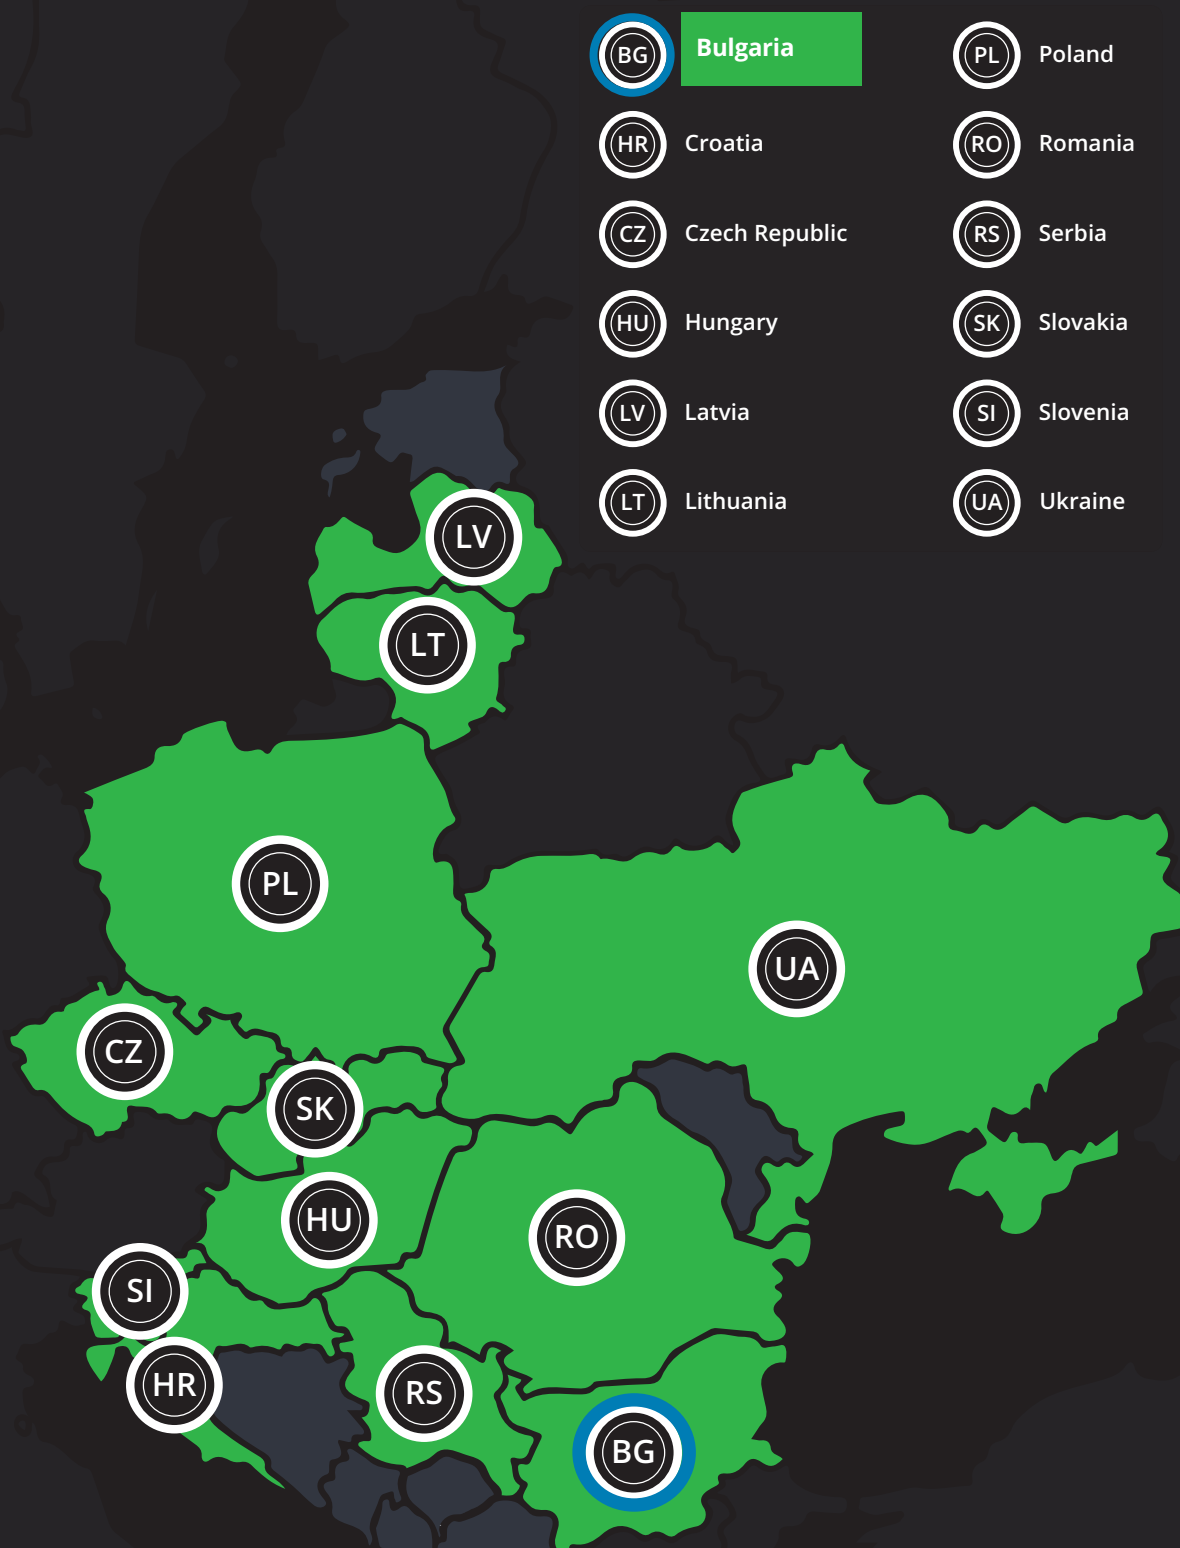 BG Bulgaria
PL Poland
HR Croatia
RO Romania
CZ Czech Republic
RS Serbia
HU Hungary
SK Slovakia
LV Latvia
SI Slovenia
LT Lithuania
UA Ukraine
LV
LT
PL
UA
CZ
SK
HU
RO
SI
HR
RS
BG